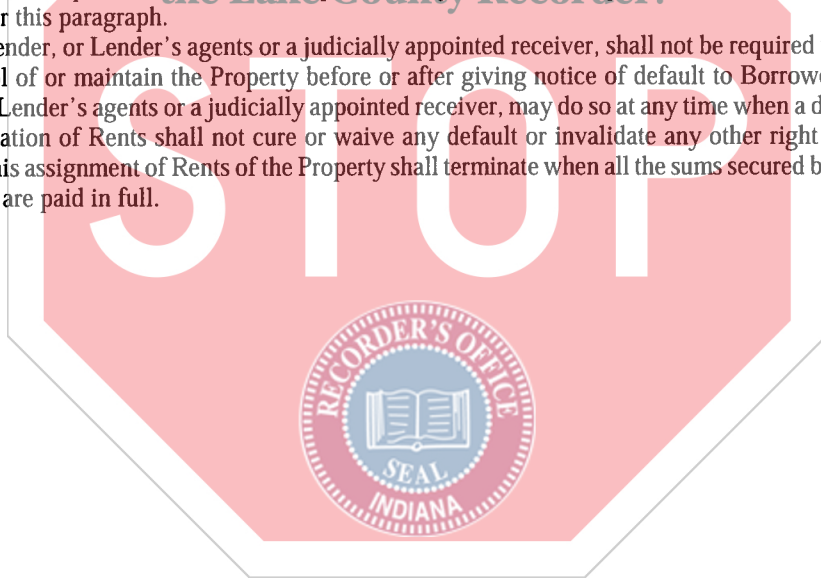 the Lake County Recorder!
r this paragraph.
ender, or Lender's agents or a judicially appointed receiver, shall not be required
l of or maintain the Property before or after giving notice of default to Borrowe
Lender's agents or a judicially appointed receiver, may do so at any time when a d
ation of Rents shall not cure or waive any default or invalidate any other right
is assignment of Rents of the Property shall terminate when all the sums secured b
are paid in full.
STOP
RECORDER'S OFFICE
SEAL
INDIANA